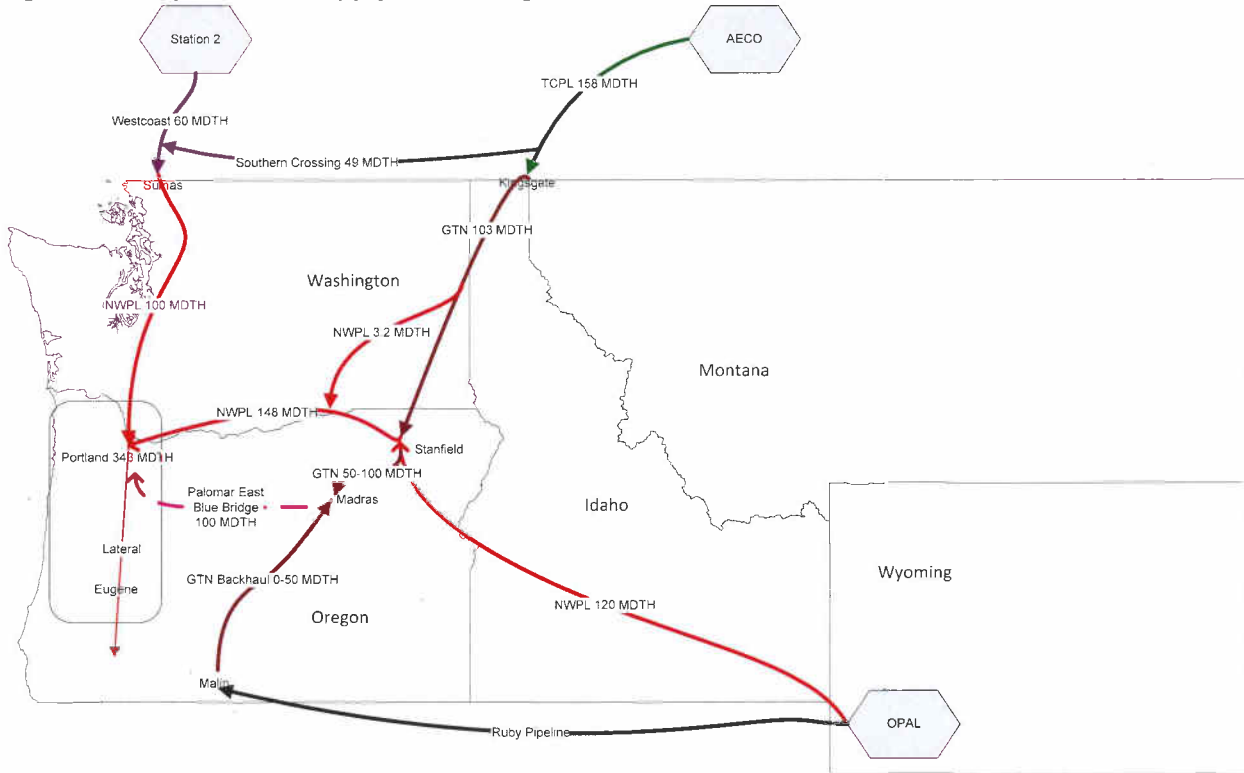 Station 2
AECO
TCPL 158 MDTH
Westcoast 60 MDTH
Southern Crossing 49 MDTH
Sumas
Kingsgate
GTN 103 MDTH
Washington
NWPL 100 MDTH
NWPL 3.2 MDTH
Montana
NWPL 148 MDTH
Stanfield
Portland 343 MDTH
GTN 50-100 MDTH
Palomar East
Blue Bridge
100 MDTH
Madras
Idaho
Lateral
Wyoming
GTN Backhaul 0-50 MDTH
Eugene
NWPL 120 MDTH
Oregon
Malin
OPAL
Ruby Pipeline